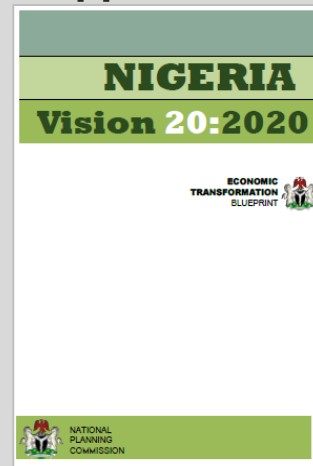 NIGERIA
Vision 20:2020
ECONOMIC
TRANSFORMATION
BLUEPRINT
NATIONAL
PLANNING
COMMISSION